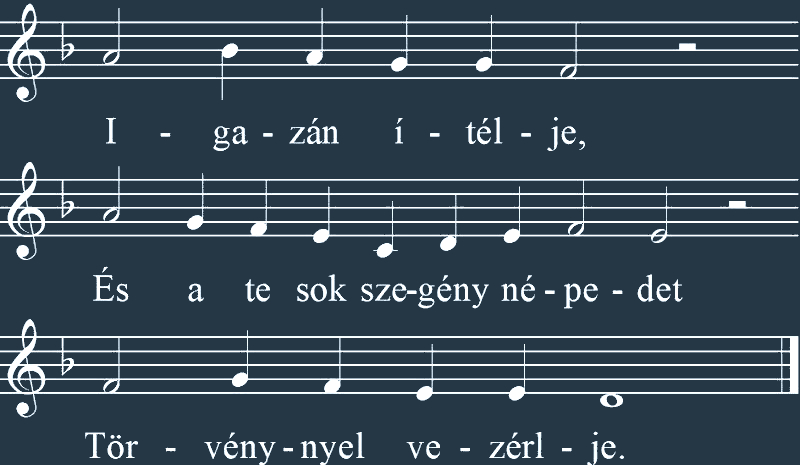 I - ga - zán í - tél - je,
És a te sok sze-gény né - pe - det
Tör - vény - nyel ve - zérl - je.